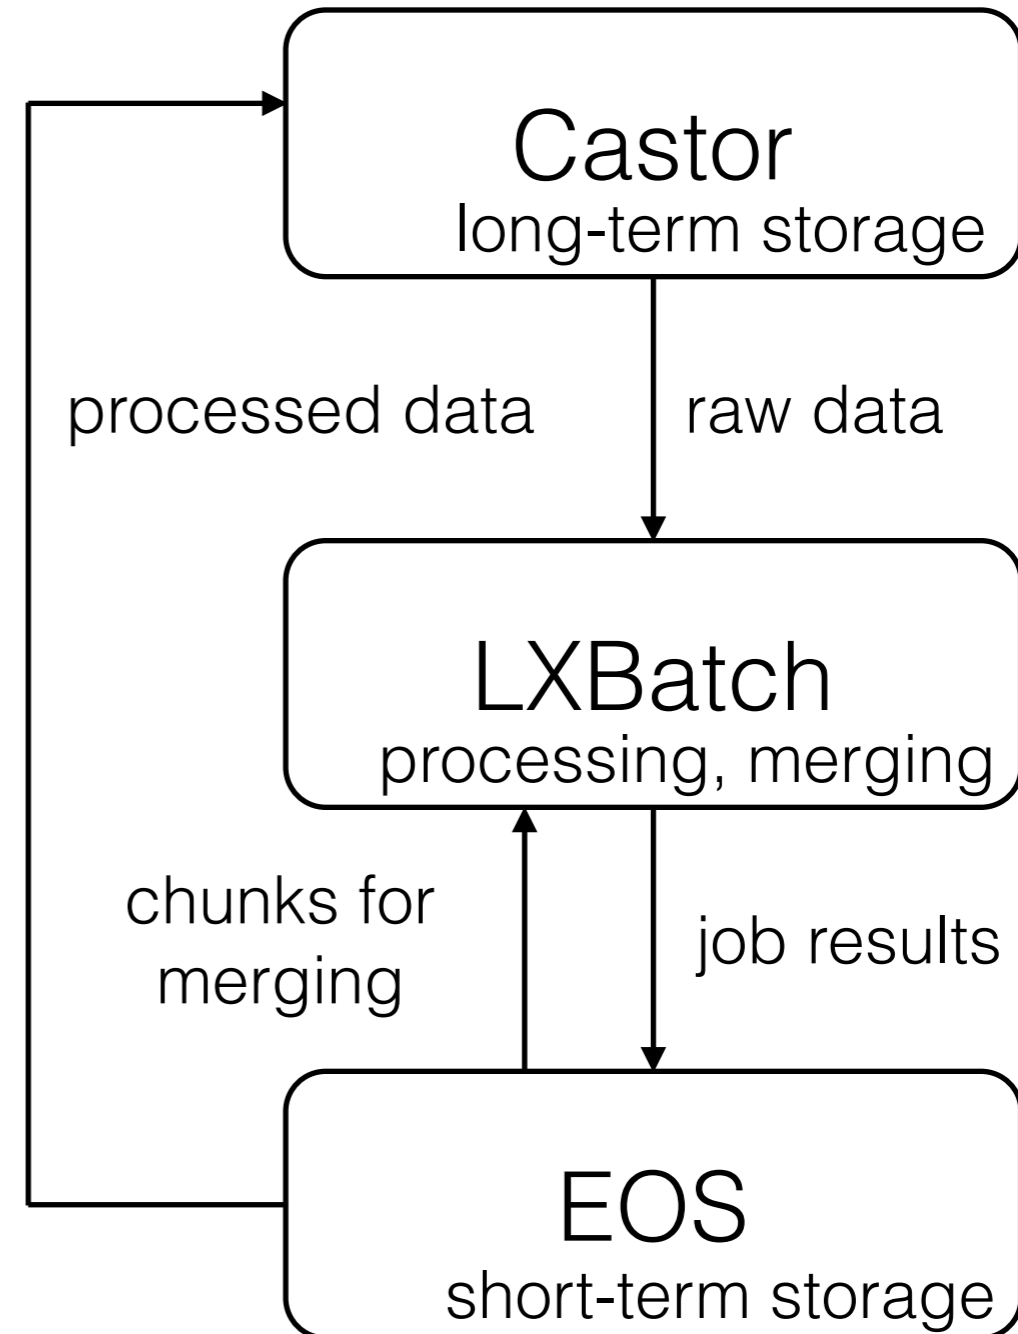 Castor
long-term storage
processed data
raw data
LXBatch
processing, merging
chunks for
merging
job results
EOS
short-term storage